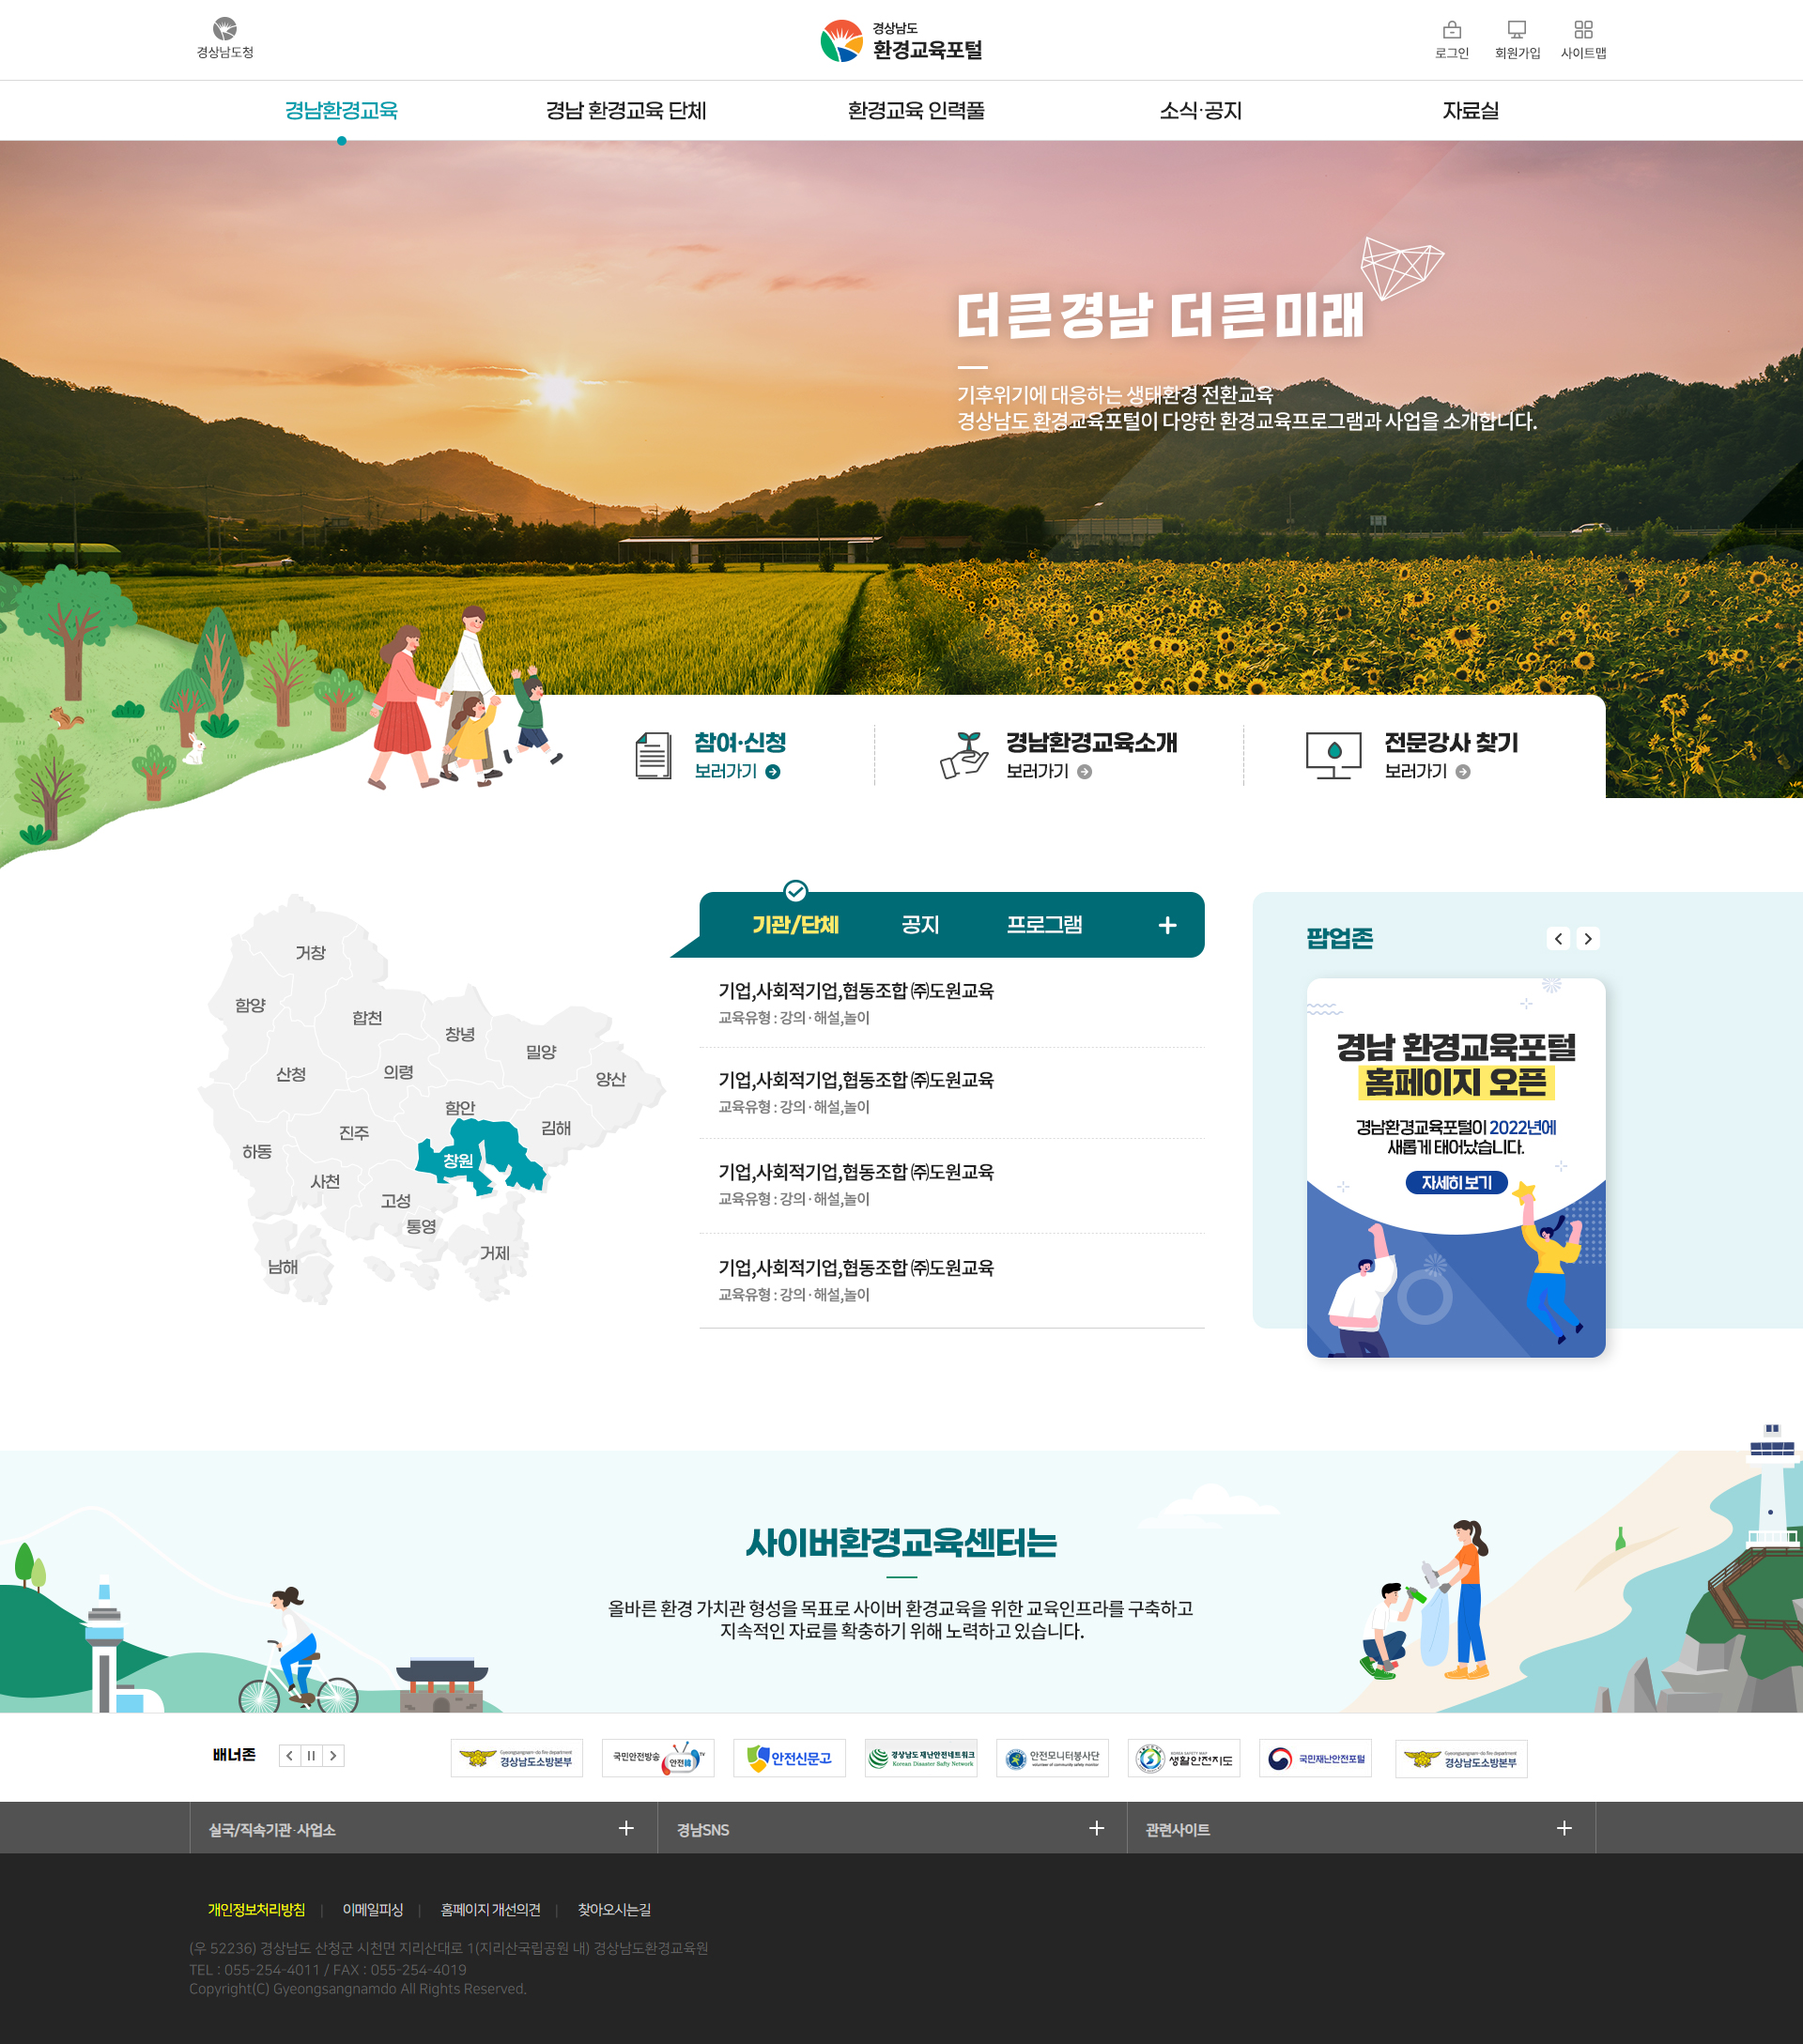 경상남도청
경상남도
환경교육포털
로그인 회원가입 사이트맵
경남환경교육 경남 환경교육 단체 환경교육 인력풀 소식·공지 자료실
더 큰 경남 더 큰 미래
기후위기에 대응하는 생태환경 전환교육
경상남도 환경교육포털이 다양한 환경교육프로그램과 사업을 소개합니다.
참여·신청
보러가기
경남환경교육소개
보러가기
전문강사 찾기
보러가기
거창
함양
합천
창녕
밀양
산청
의령
양산
함안
진주
김해
하동
창원
사천
고성
통영
거제
남해
기관/단체 공지 프로그램
기업,사회적기업,협동조합 ㈜도원교육
교육유형 : 강의 · 해설,놀이
기업,사회적기업,협동조합 ㈜도원교육
교육유형 : 강의 · 해설,놀이
기업,사회적기업,협동조합 ㈜도원교육
교육유형 : 강의 · 해설,놀이
기업,사회적기업,협동조합 ㈜도원교육
교육유형 : 강의 · 해설,놀이
팝업존
경남 환경교육포털
홈페이지 오픈
경남환경교육포털이 2022년에
새롭게 태어났습니다.
자세히 보기
사이버환경교육센터는
올바른 환경 가치관 형성을 목표로 사이버 환경교육을 위한 교육인프라를 구축하고
지속적인 자료를 확충하기 위해 노력하고 있습니다.
배너존
Gyeongsangnam-do fire department
경상남도소방본부
국민안전방송 안전韓TV
안전신문고
경상남도 재난안전네트워크
Korean Disaster Safty Network
안전모니터봉사단
volunteer of community safety monitor
KOREA SAFETY MAP
생활안전지도
국민재난안전포털
Gyeongsangnam-do fire department
경상남도소방본부
실국/직속기관·사업소 경남SNS 관련사이트
개인정보처리방침 이메일피싱 홈페이지 개선의견 찾아오시는길
(우 52236) 경상남도 산청군 시천면 지리산대로 1(지리산국립공원 내) 경상남도환경교육원
TEL : 055-254-4011 / FAX : 055-254-4019
Copyright(C) Gyeongsangnamdo All Rights Reserved.